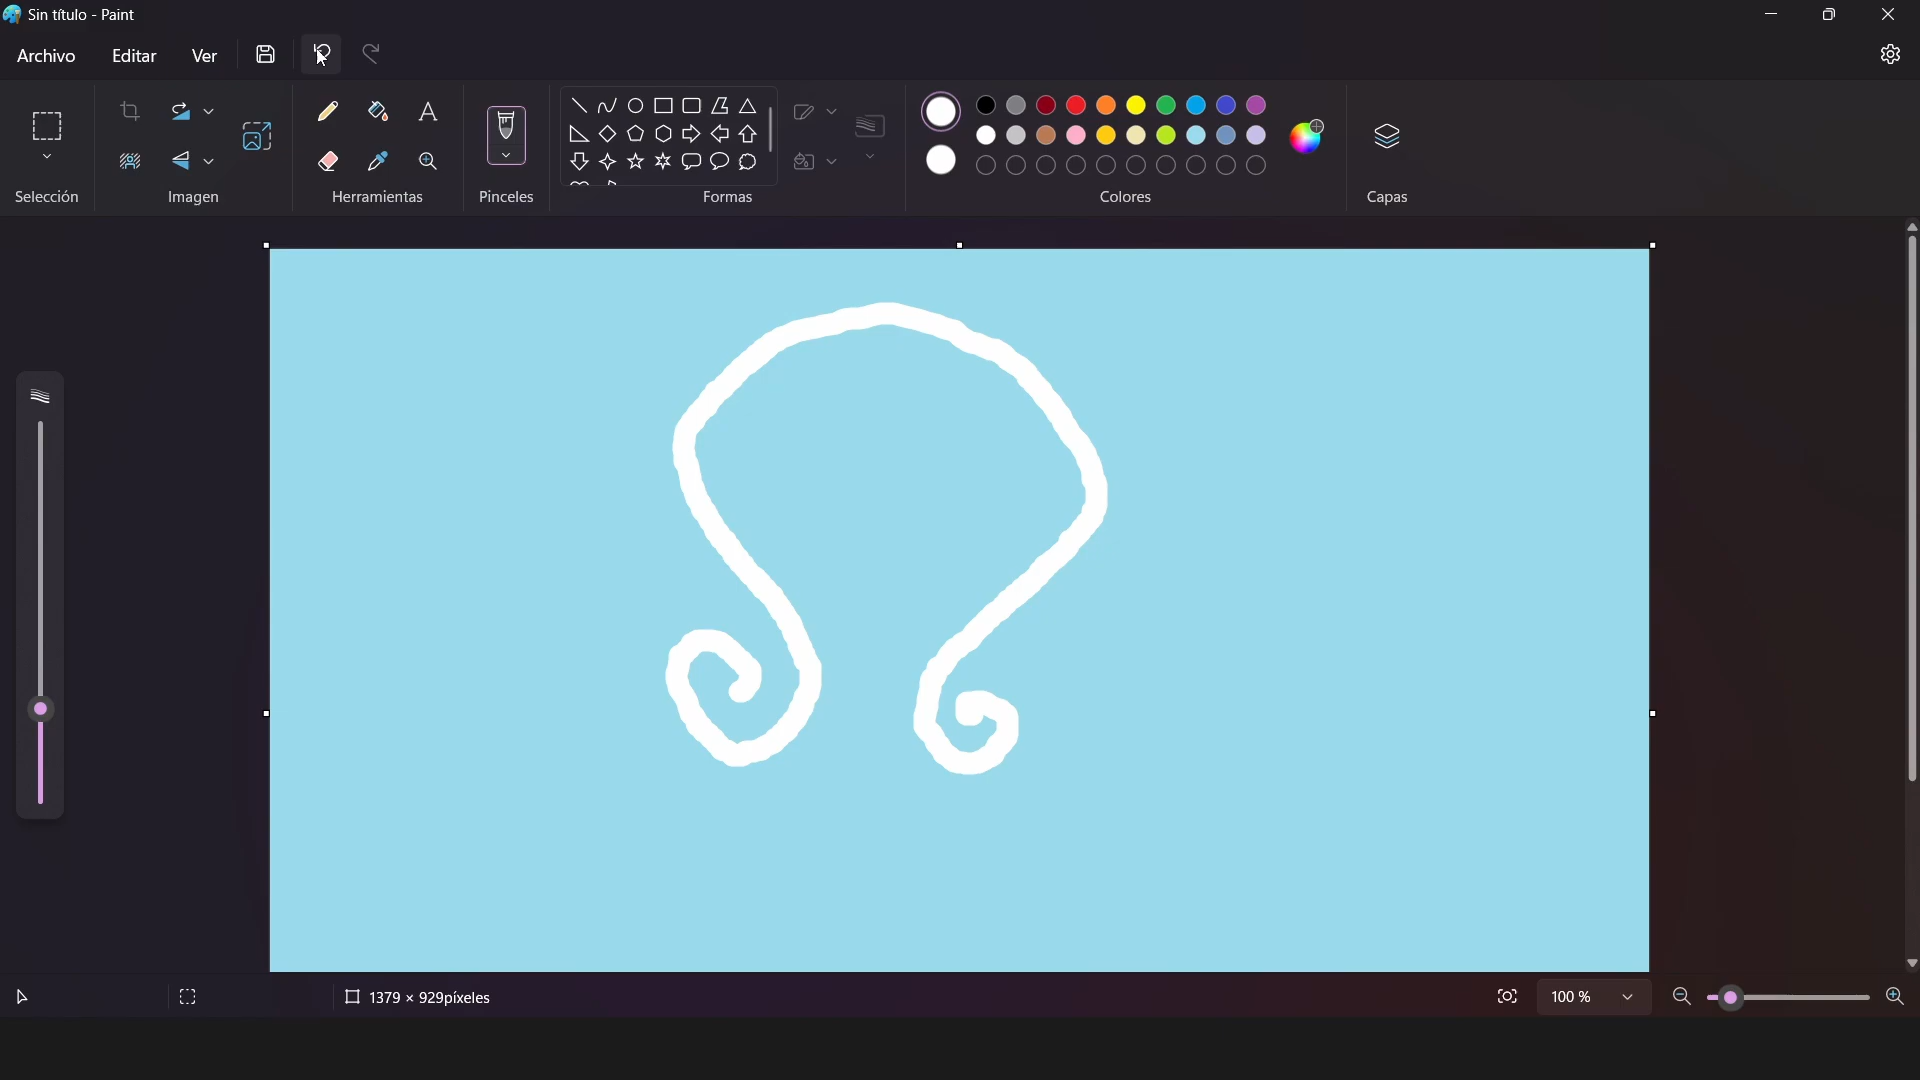 Sin título - Paint
Archivo Editar Ver
Selección Imagen Herramientas Pinceles Formas Colores Capas
1379 × 929píxeles 100 %